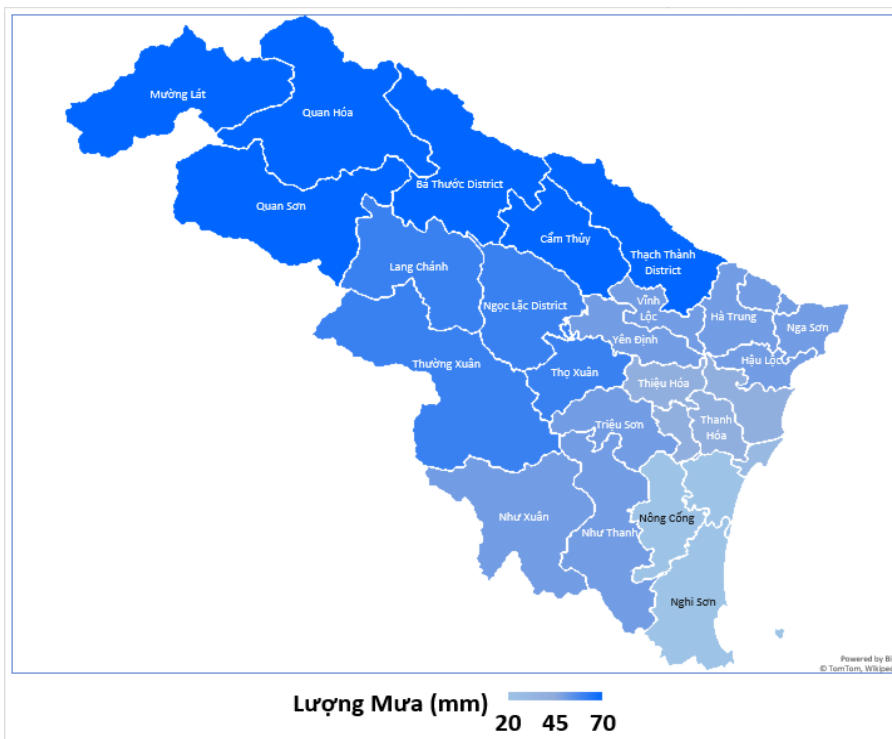 Mường Lát
Quan Hóa
Quan Sơn
Bá Thước District
Cẩm Thủy
Thạch Thành
District
Lang Chánh
Ngọc Lặc District
Vĩnh
Lộc
Hà Trung
Nga Sơn
Yên Định
Hậu Lộc
Thường Xuân
Thọ Xuân
Thiệu Hóa
Triệu Sơn
Thanh
Hóa
Như Xuân
Như Thanh
Nông Cống
Nghi Sơn
Powered by Bi
© TomTom, Wikipe
Lượng Mưa (mm)
20 45 70